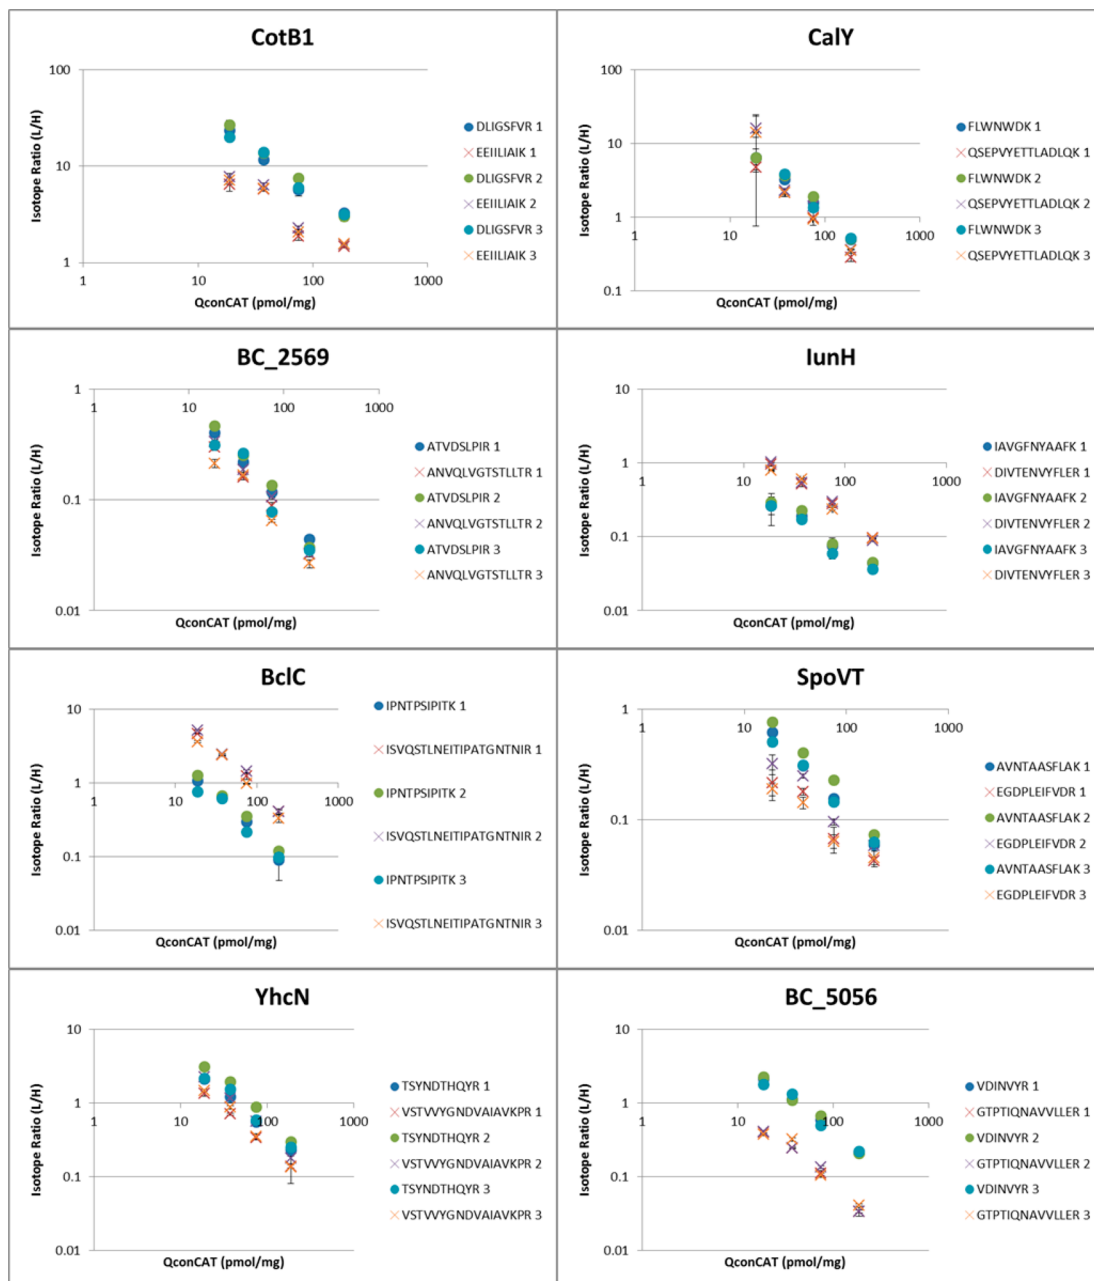 CotB1
100
10
1
1
10
100
1000
Isotope Ratio (L/H)
QconCAT (pmol/mg)
DLIGSFVR 1
EEIILIAIK 1
DLIGSFVR 2
EEIILIAIK 2
DLIGSFVR 3
EEIILIAIK 3
CalY
100
10
1
0.1
1
10
100
1000
Isotope Ratio (L/H)
QconCAT (pmol/mg)
FLWNWDK 1
QSEPVYETTLADLQK 1
FLWNWDK 2
QSEPVYETTLADLQK 2
FLWNWDK 3
QSEPVYETTLADLQK 3
BC_2569
1
0.1
0.01
1
10
100
1000
Isotope Ratio (L/H)
QconCAT (pmol/mg)
ATVDSLPIR 1
ANVQLVGTSTLLTR 1
ATVDSLPIR 2
ANVQLVGTSTLLTR 2
ATVDSLPIR 3
ANVQLVGTSTLLTR 3
IunH
10
1
0.1
0.01
1
10
100
1000
Isotope Ratio (L/H)
QconCAT (pmol/mg)
IAVGFNYAAFK 1
DIVTENVYFLER 1
IAVGFNYAAFK 2
DIVTENVYFLER 2
IAVGFNYAAFK 3
DIVTENVYFLER 3
BclC
10
1
0.1
0.01
1
10
100
1000
Isotope Ratio (L/H)
QconCAT (pmol/mg)
IPNTPSIPITK 1
ISVQSTLNEITIPATGNTNIR 1
IPNTPSIPITK 2
ISVQSTLNEITIPATGNTNIR 2
IPNTPSIPITK 3
ISVQSTLNEITIPATGNTNIR 3
SpoVT
1
0.1
0.01
1
10
100
1000
Isotope Ratio (L/H)
QconCAT (pmol/mg)
AVNTAASFLAK 1
EGDPLEIFVDR 1
AVNTAASFLAK 2
EGDPLEIFVDR 2
AVNTAASFLAK 3
EGDPLEIFVDR 3
YhcN
10
1
0.1
0.01
1
10
100
1000
Isotope Ratio (L/H)
QconCAT (pmol/mg)
TSYNDTHQYR 1
VSTVVYGNDVAIAVKPR 1
TSYNDTHQYR 2
VSTVVYGNDVAIAVKPR 2
TSYNDTHQYR 3
VSTVVYGNDVAIAVKPR 3
BC_5056
10
1
0.1
0.01
1
10
100
1000
Isotope Ratio (L/H)
QconCAT (pmol/mg)
VDINVYR 1
GTPTIQNAVVLLER 1
VDINVYR 2
GTPTIQNAVVLLER 2
VDINVYR 3
GTPTIQNAVVLLER 3